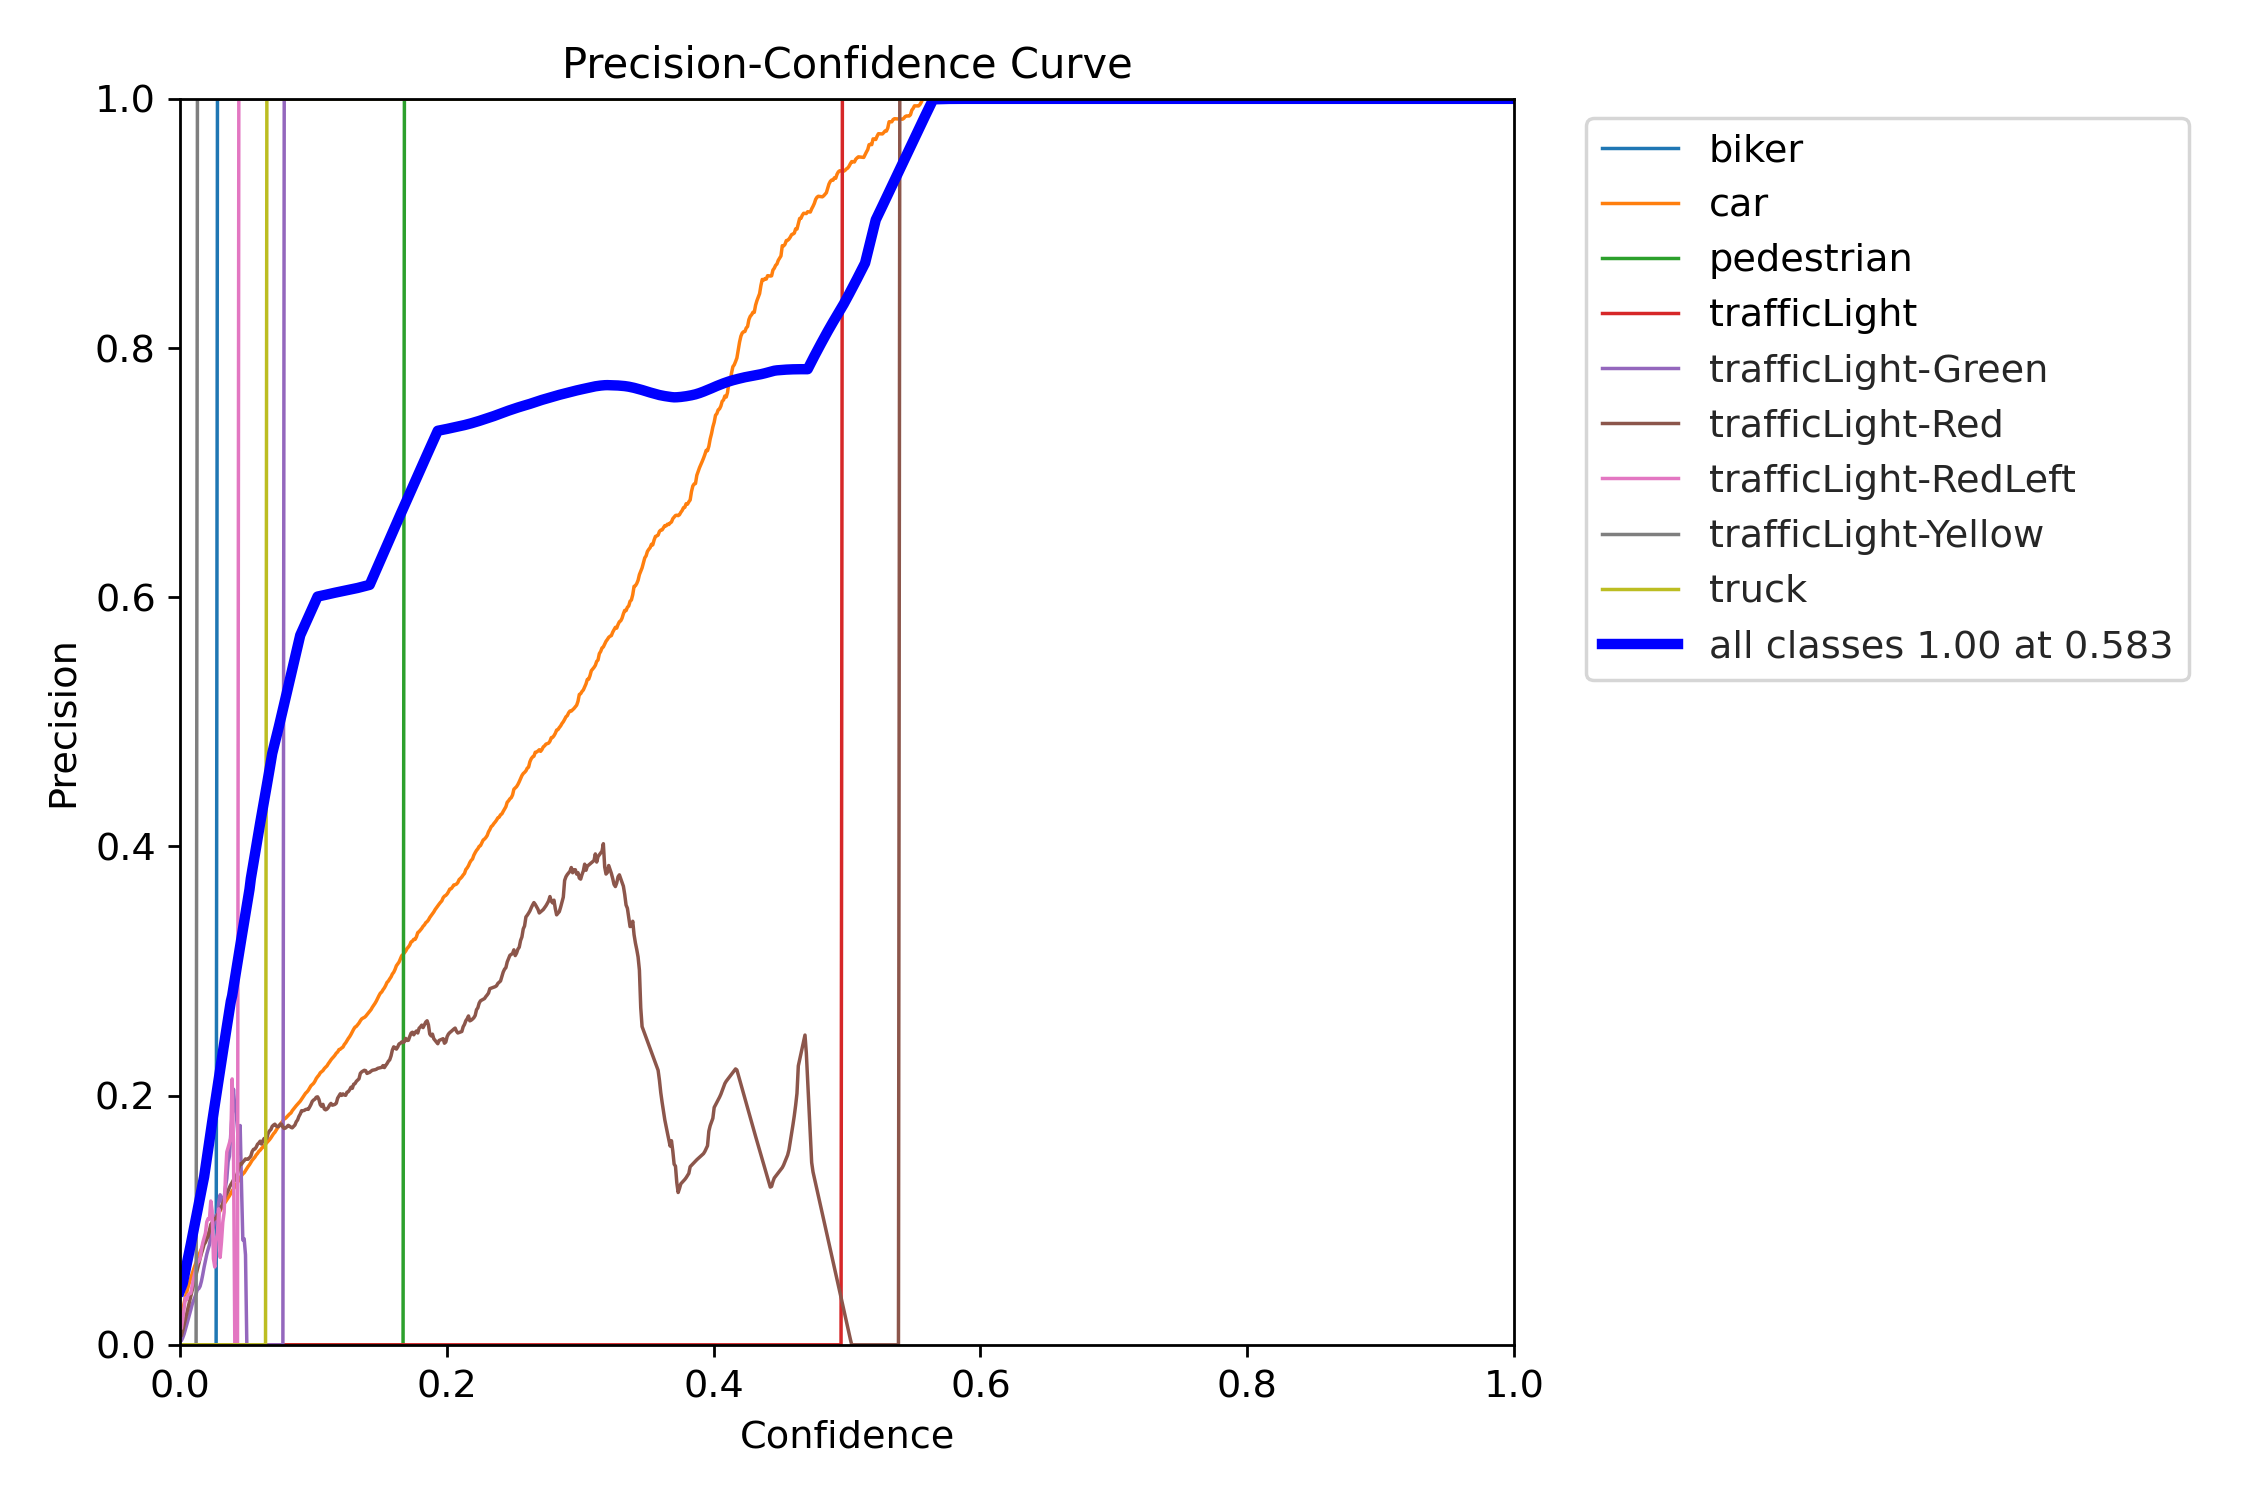 Precision-Confidence Curve
1.0
0.8
0.6
0.4
0.2
0.0
Precision
0.0 0.2 0.4 0.6 0.8 1.0
Confidence
biker
car
pedestrian
trafficLight
trafficLight-Green
trafficLight-Red
trafficLight-RedLeft
trafficLight-Yellow
truck
all classes 1.00 at 0.583